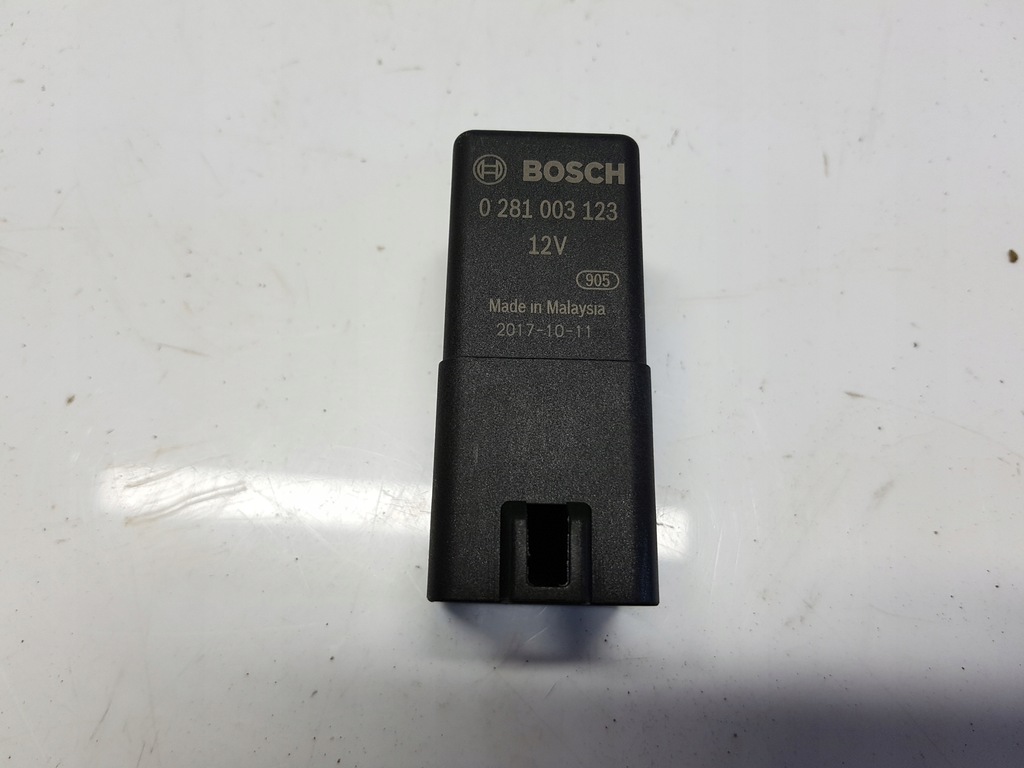 BOSCH
0 281 003 123
12V
905
Made in Malaysia
2017-10-11